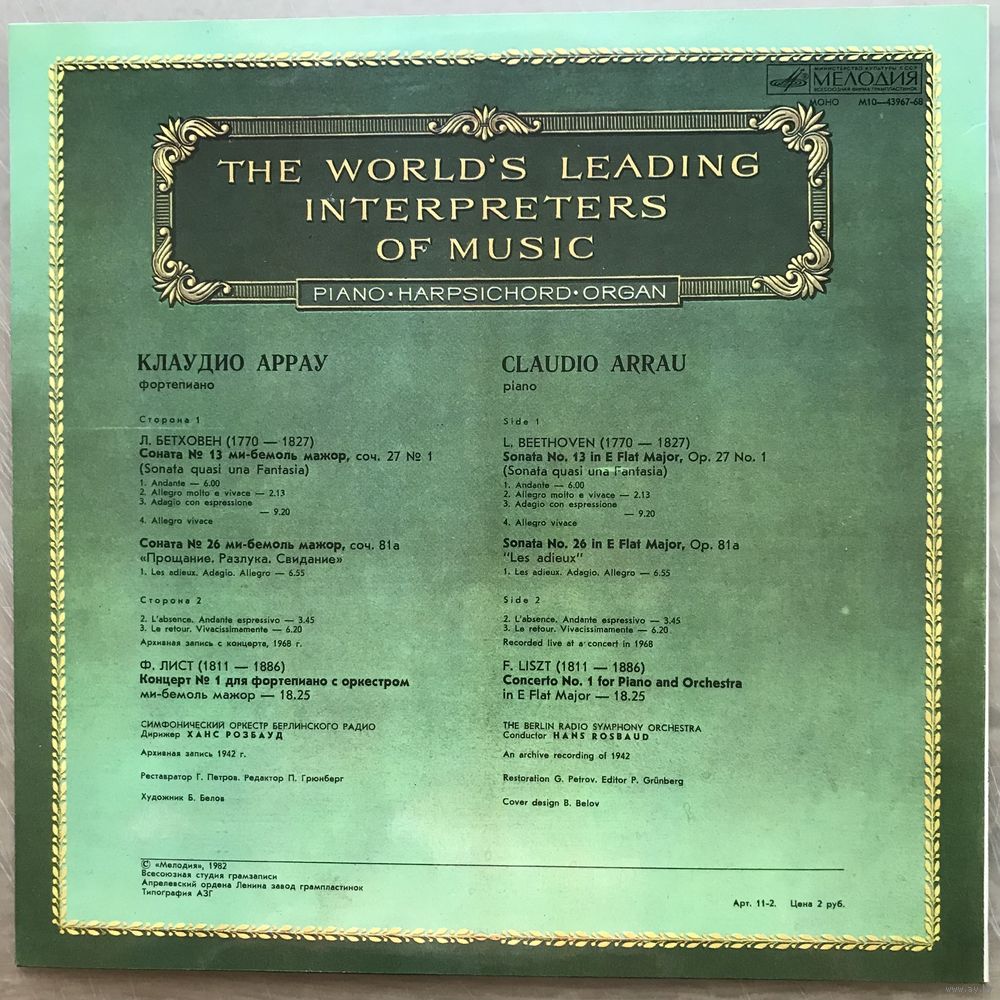 МИНИСТЕРСТВО КУЛЬТУРЫ СССР
МЕЛОДИЯ
ВСЕСОЮЗНАЯ ФИРМА ГРАМПЛАСТИНОК
МОНО М10—43967-68
THE WORLD'S LEADING
INTERPRETERS
OF MUSIC
PIANO·HARPSICHORD·ORGAN
КЛАУДИО АРРАУ
фортепиано
Сторона 1
Л. БЕТХОВЕН (1770 — 1827)
Соната № 13 ми-бемоль мажор, соч. 27 № 1
(Sonata quasi una Fantasia)
1. Andante — 6.00
2. Allegro molto e vivace — 2.13
3. Adagio con espressione
— 9.20
4. Allegro vivace
Соната № 26 ми-бемоль мажор, соч. 81а
«Прощание. Разлука. Свидание»
1. Les adieux. Adagio. Allegro — 6.55
Сторона 2
2. L'absence. Andante espressivo — 3.45
3. Le retour. Vivacissimamente — 6.20
Архивная запись с концерта, 1968 г.
Ф. ЛИСТ (1811 — 1886)
Концерт № 1 для фортепиано с оркестром
ми-бемоль мажор — 18.25
СИМФОНИЧЕСКИЙ ОРКЕСТР БЕРЛИНСКОГО РАДИО
Дирижер ХАНС РОЗБАУД
Архивная запись 1942 г.
Реставратор Г. Петров. Редактор П. Грюнберг
Художник Б. Белов
CLAUDIO ARRAU
piano
Side 1
L. BEETHOVEN (1770 — 1827)
Sonata No. 13 in E Flat Major, Op. 27 No. 1
(Sonata quasi una Fantasia)
1. Andante — 6.00
2. Allegro molto e vivace — 2.13
3. Adagio con espressione
— 9.20
4. Allegro vivace
Sonata No. 26 in E Flat Major, Op. 81a
"Les adieux"
1. Les adieux. Adagio. Allegro — 6.55
Side 2
2. L'absence. Andante espressivo — 3.45
3. Le retour. Vivacissimamente — 6.20
Recorded live at a concert in 1968
F. LISZT (1811 — 1886)
Concerto No. 1 for Piano and Orchestra
in E Flat Major — 18.25
THE BERLIN RADIO SYMPHONY ORCHESTRA
Conductor HANS ROSBAUD
An archive recording of 1942
Restoration G. Petrov. Editor P. Grünberg
Cover design B. Belov
© «Мелодия», 1982
Всесоюзная студия грамзаписи
Апрелевский ордена Ленина завод грампластинок
Типография АЗГ
Арт. 11-2. Цена 2 руб.